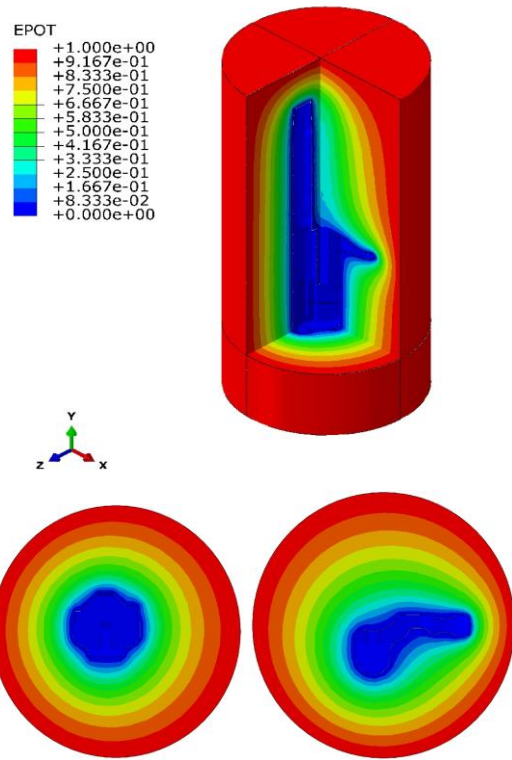 EPOT
+1.000e+00
+9.167e-01
+8.333e-01
+7.500e-01
+6.667e-01
+5.833e-01
+5.000e-01
+4.167e-01
+3.333e-01
+2.500e-01
+1.667e-01
+8.333e-02
+0.000e+00
Y
Z X